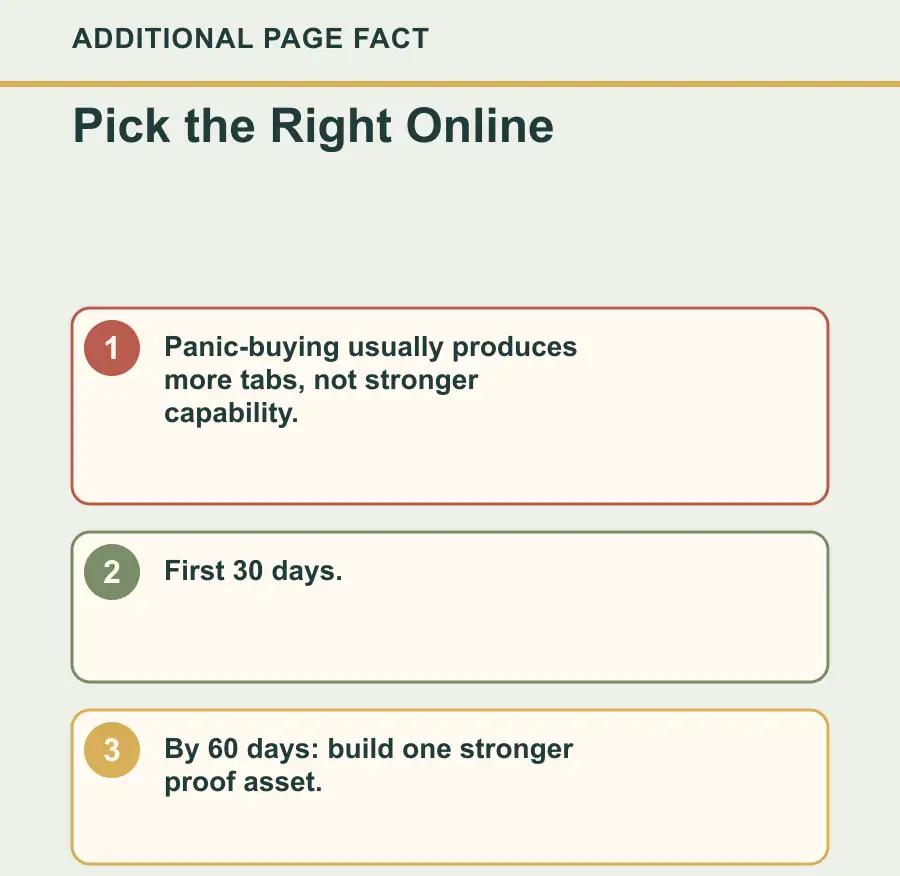 ADDITIONAL PAGE FACT
Pick the Right Online
1
Panic-buying usually produces
more tabs, not stronger
capability.
2
First 30 days.
3
By 60 days: build one stronger
proof asset.